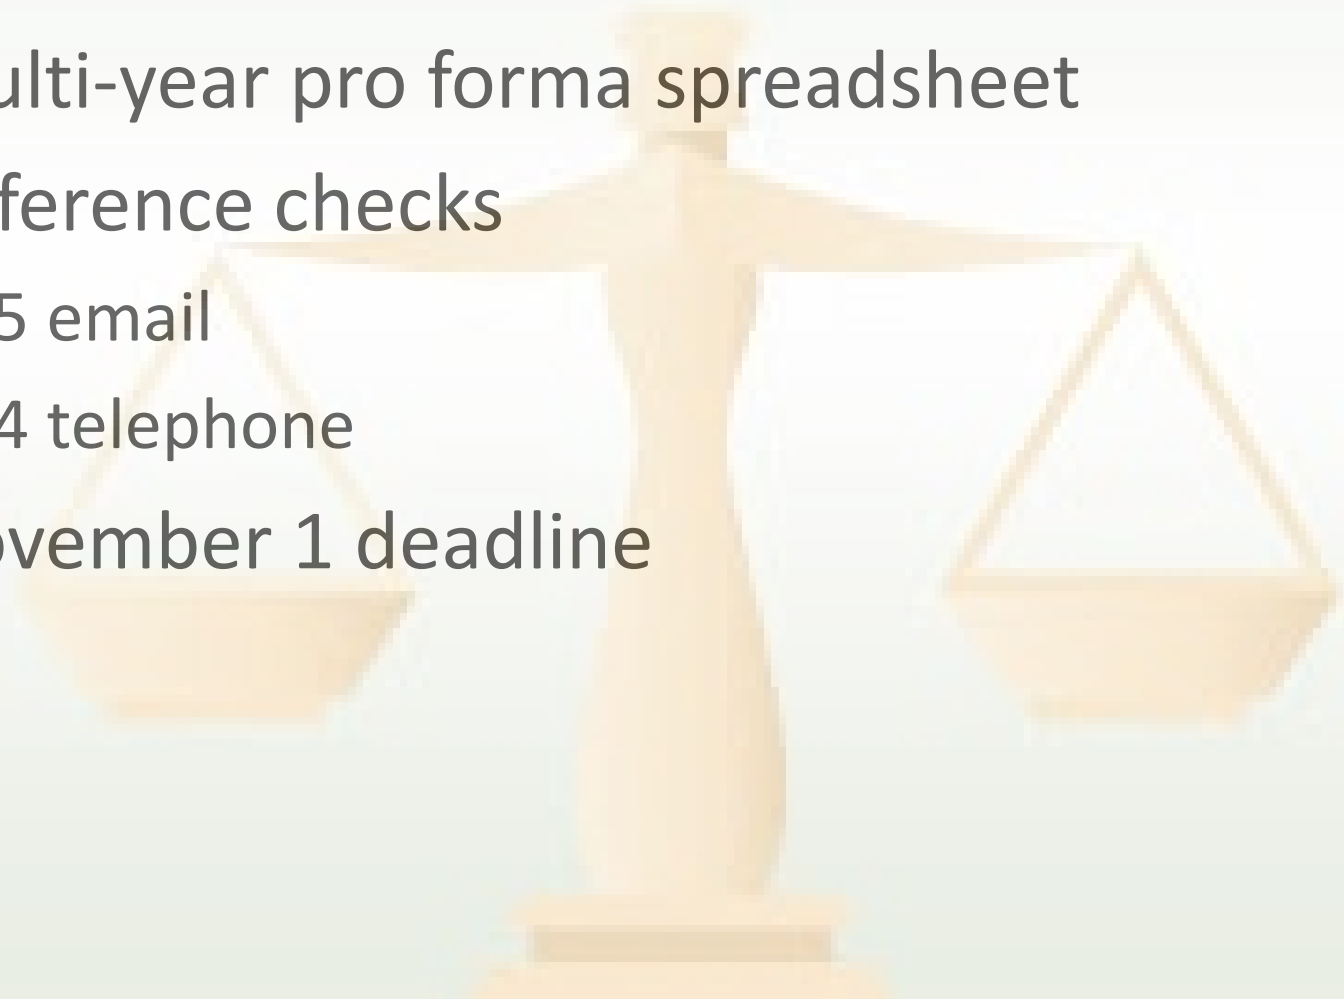 ulti-year pro forma spreadsheet
ference checks
5 email
4 telephone
ovember 1 deadline